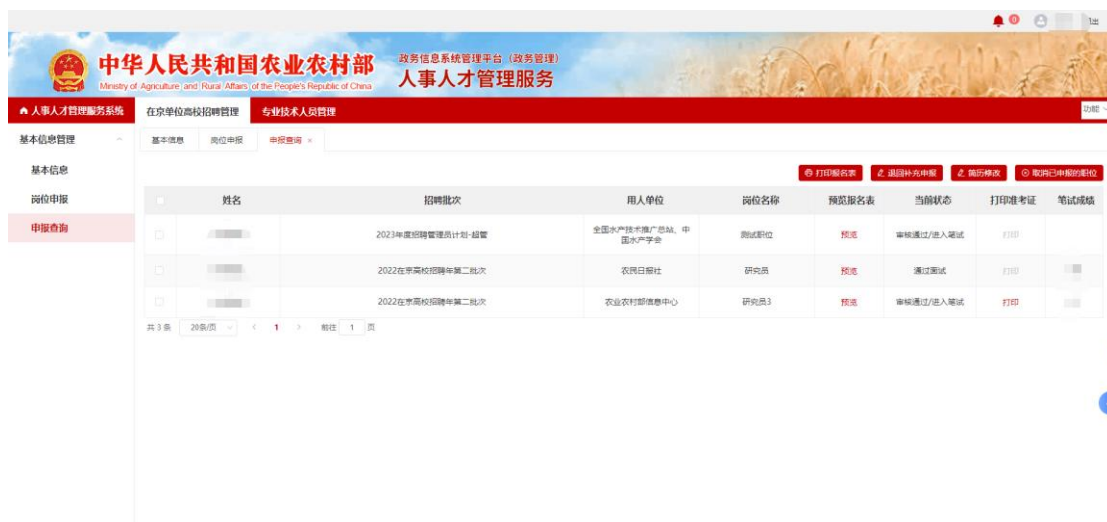 0
出
中华人民共和国农业农村部
Ministry of Agriculture and Rural Affairs of the People's Republic of China
政务信息系统管理平台（政务管理）
人事人才管理服务
人事人才管理服务系统
在京单位高校招聘管理
专业技术人员管理
功能
基本信息管理
基本信息
岗位申报
申报查询 ×
基本信息
岗位申报
申报查询
打印报名表
退回补充申报
简历修改
取消已申报的职位
姓名 招聘批次 用人单位 岗位名称 预览报名表 当前状态 打印准考证 笔试成绩
2023年度招聘管理员计划-超管 全国水产技术推广总站、中 测试职位 预览 审核通过/进入笔试 打印
国水产学会
2022在京高校招聘年第二批次 农民日报社 研究员 预览 通过面试 打印
2022在京高校招聘年第二批次 农业农村部信息中心 研究员3 预览 审核通过/进入笔试 打印
共 3 条 20条/页 < 1 > 前往 1 页